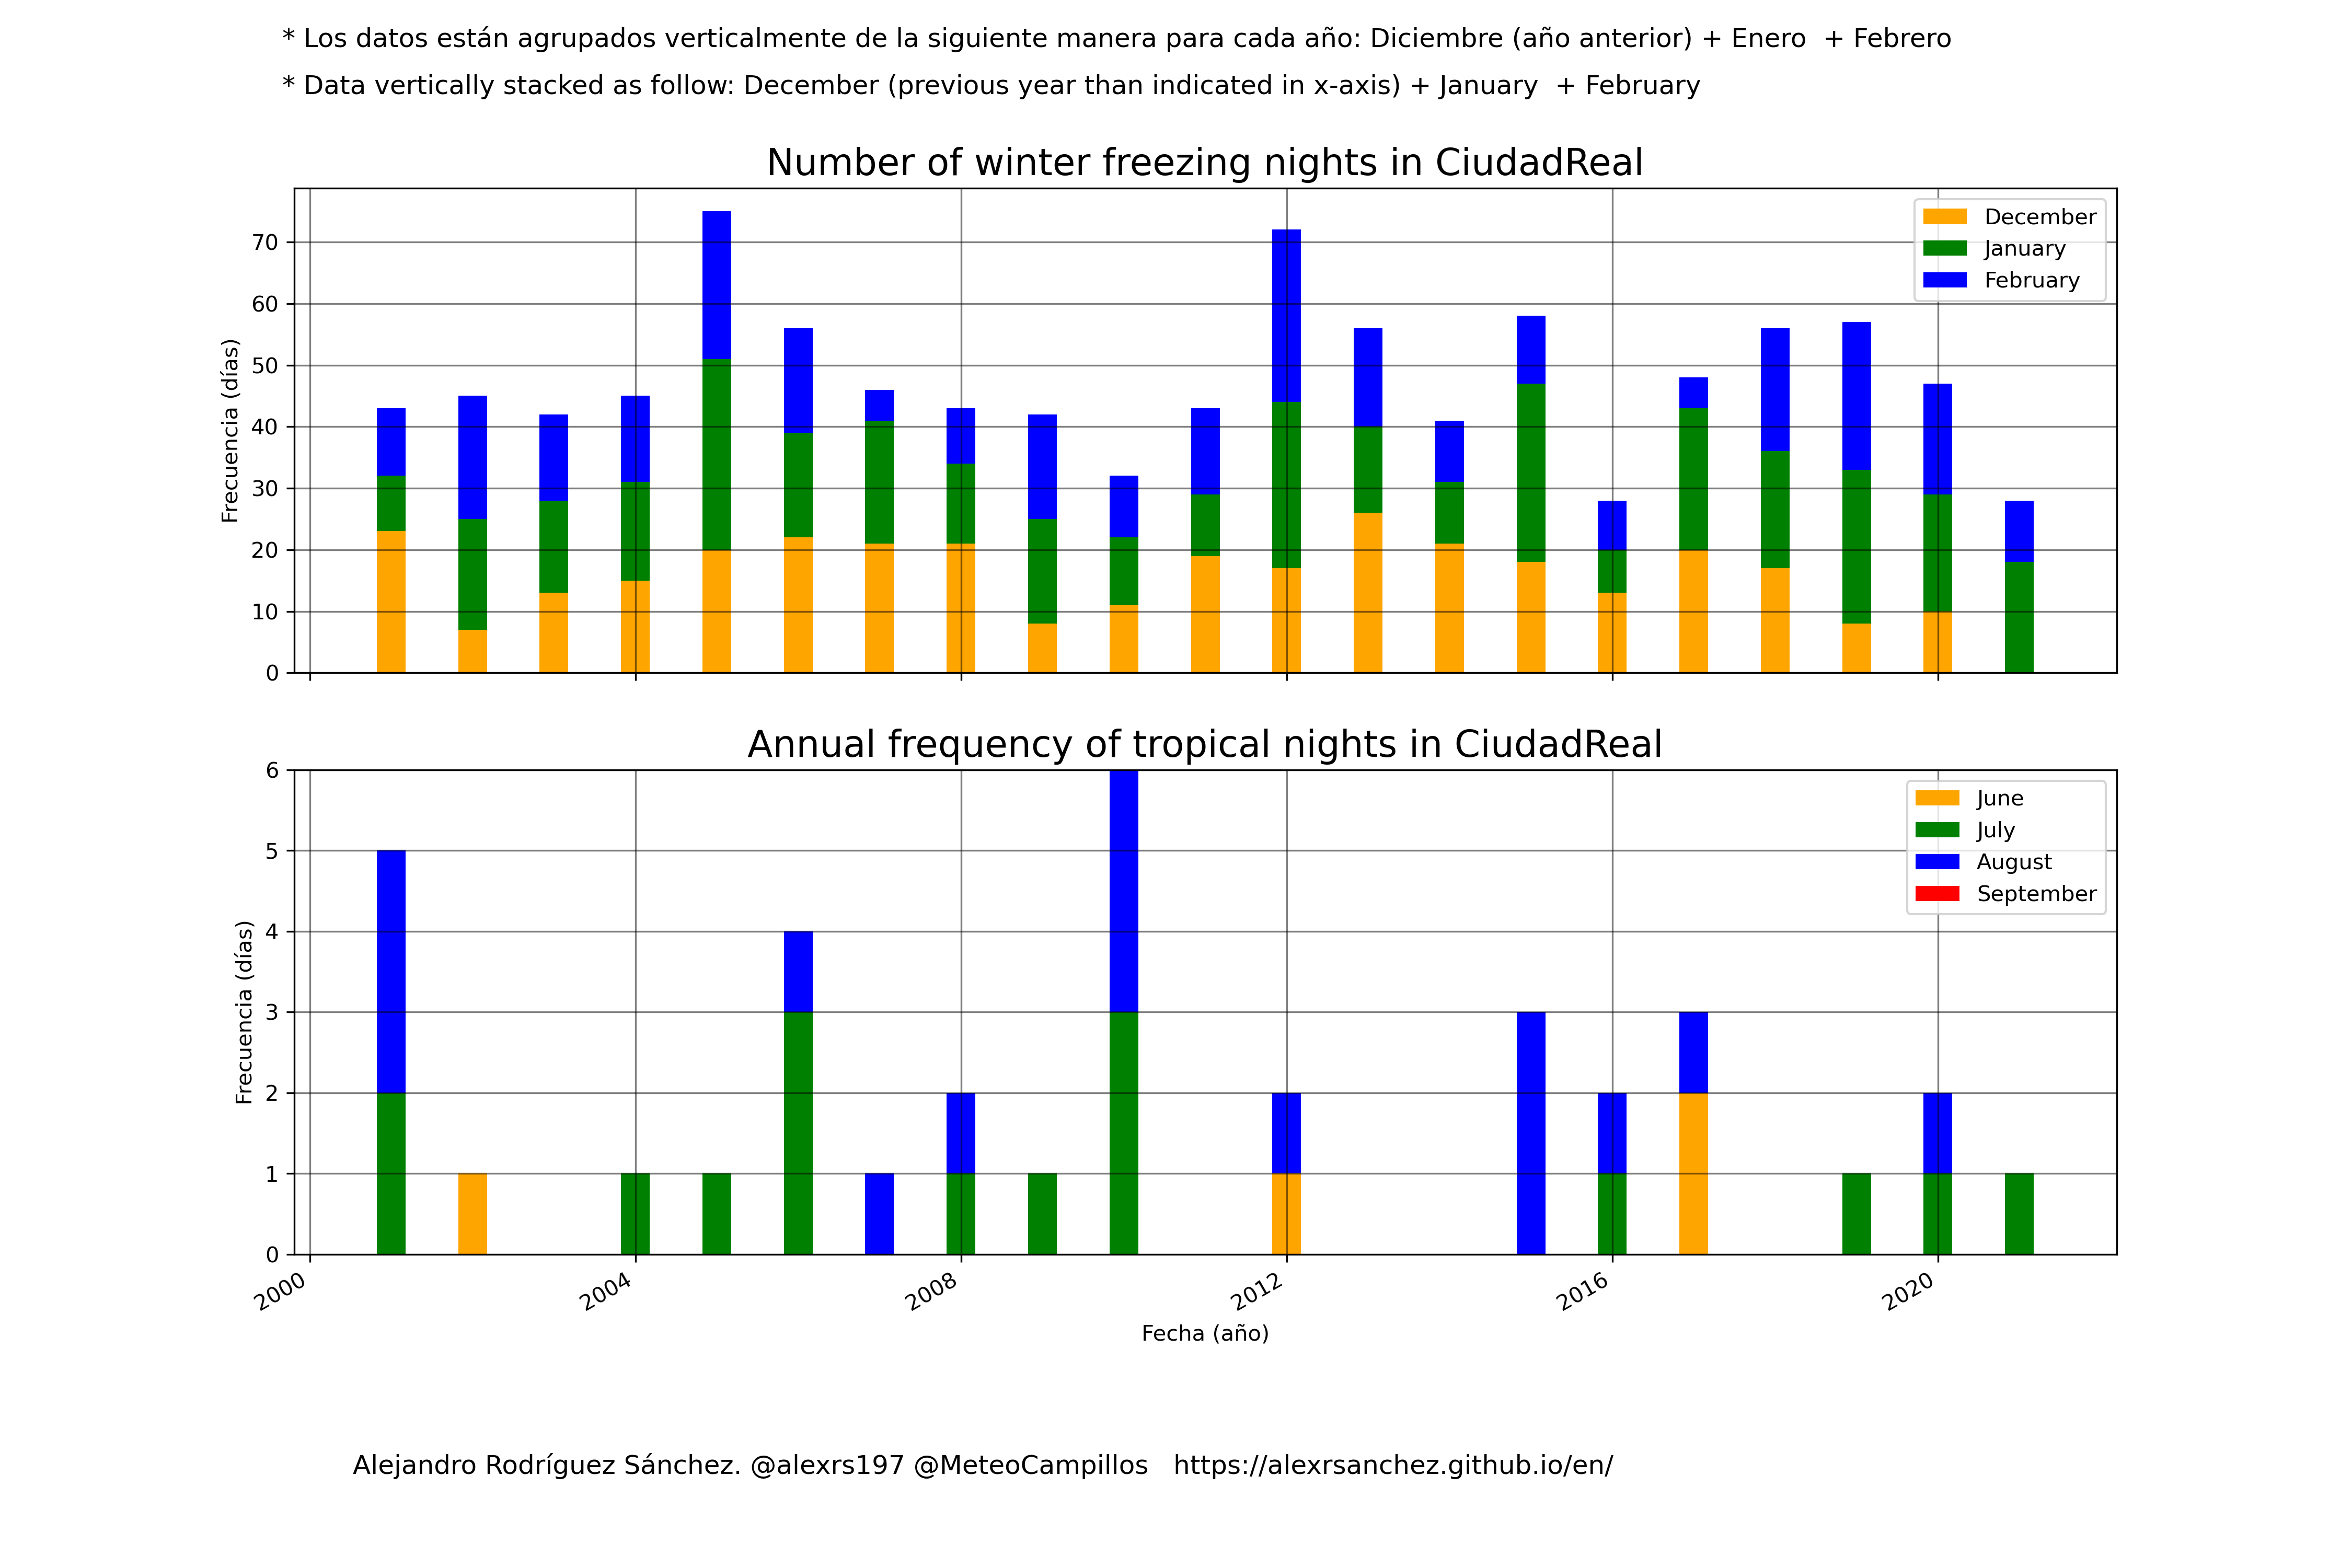 * Los datos están agrupados verticalmente de la siguiente manera para cada año: Diciembre (año anterior) + Enero  + Febrero
* Data vertically stacked as follow: December (previous year than indicated in x-axis) + January  + February
Number of winter freezing nights in CiudadReal
Frecuencia (días)
70
60
50
40
30
20
10
0
December
January
February
Annual frequency of tropical nights in CiudadReal
Frecuencia (días)
6
5
4
3
2
1
0
June
July
August
September
2000
2004
2008
2012
2016
2020
Fecha (año)
Alejandro Rodríguez Sánchez. @alexrs197 @MeteoCampillos   https://alexrsanchez.github.io/en/